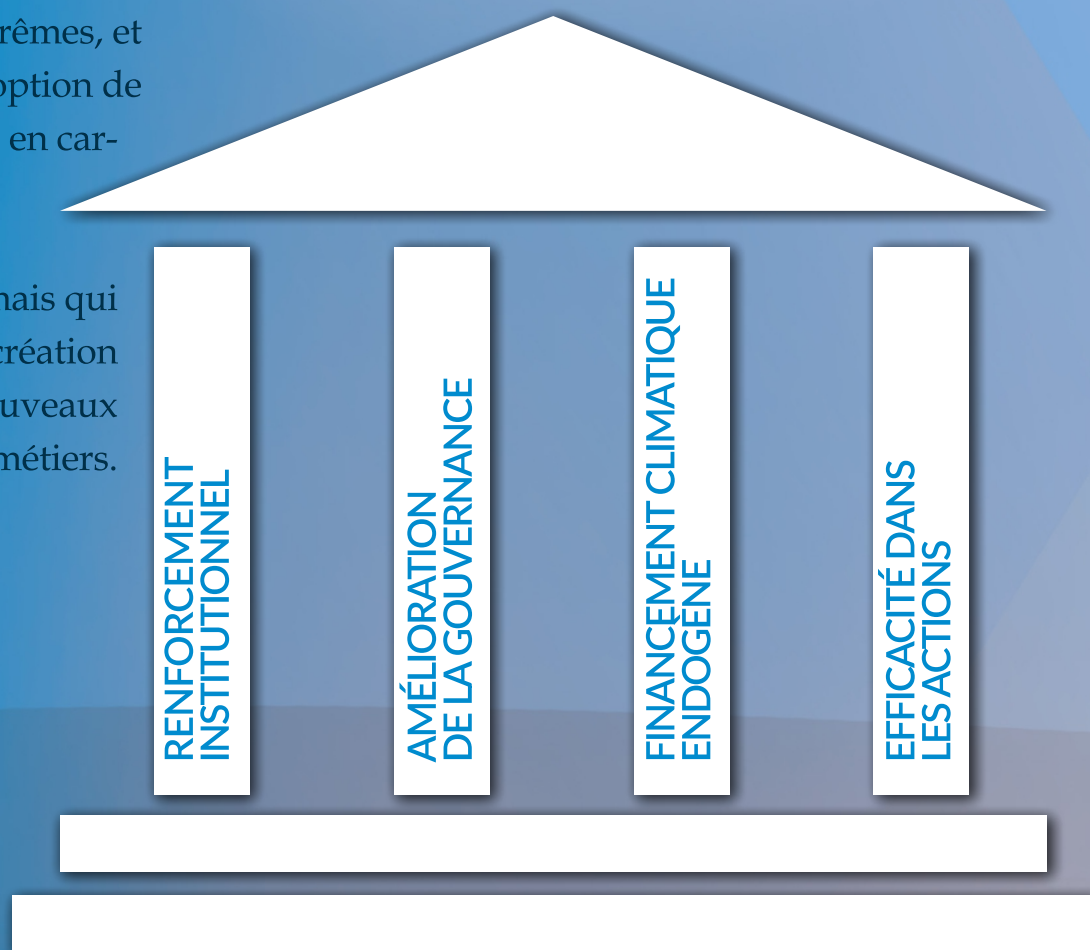 rêmes, et
option de
en car-
nais qui
création
uveaux
métiers.
RENFORCEMENT
INSTITUTIONNEL
AMÉLIORATION
DE LA GOUVERNANCE
FINANCEMENT CLIMATIQUE
ENDOGÈNE
EFFICACITÉ DANS
LES ACTIONS